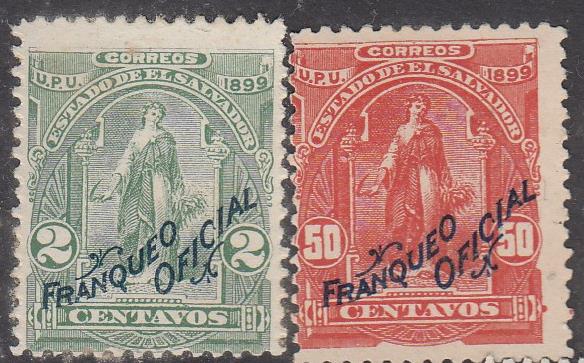 CORREOS
U.P.U. 1899
ESTADO DE EL SALVADOR
2 2
FRANQUEO
OFICIAL
CENTAVOS
CORREOS
U.P.U. 1899
ESTADO DE EL SALVADOR
50 50
FRANQUEO
OFICIAL
CENTAVOS